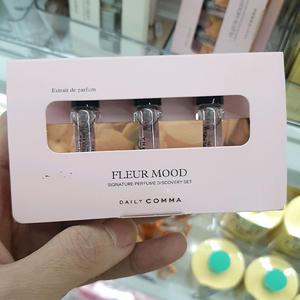 Extrait de parfum
FLEUR MOOD
SIGNATURE PERFUME DISCOVERY SET
DAILY COMMA